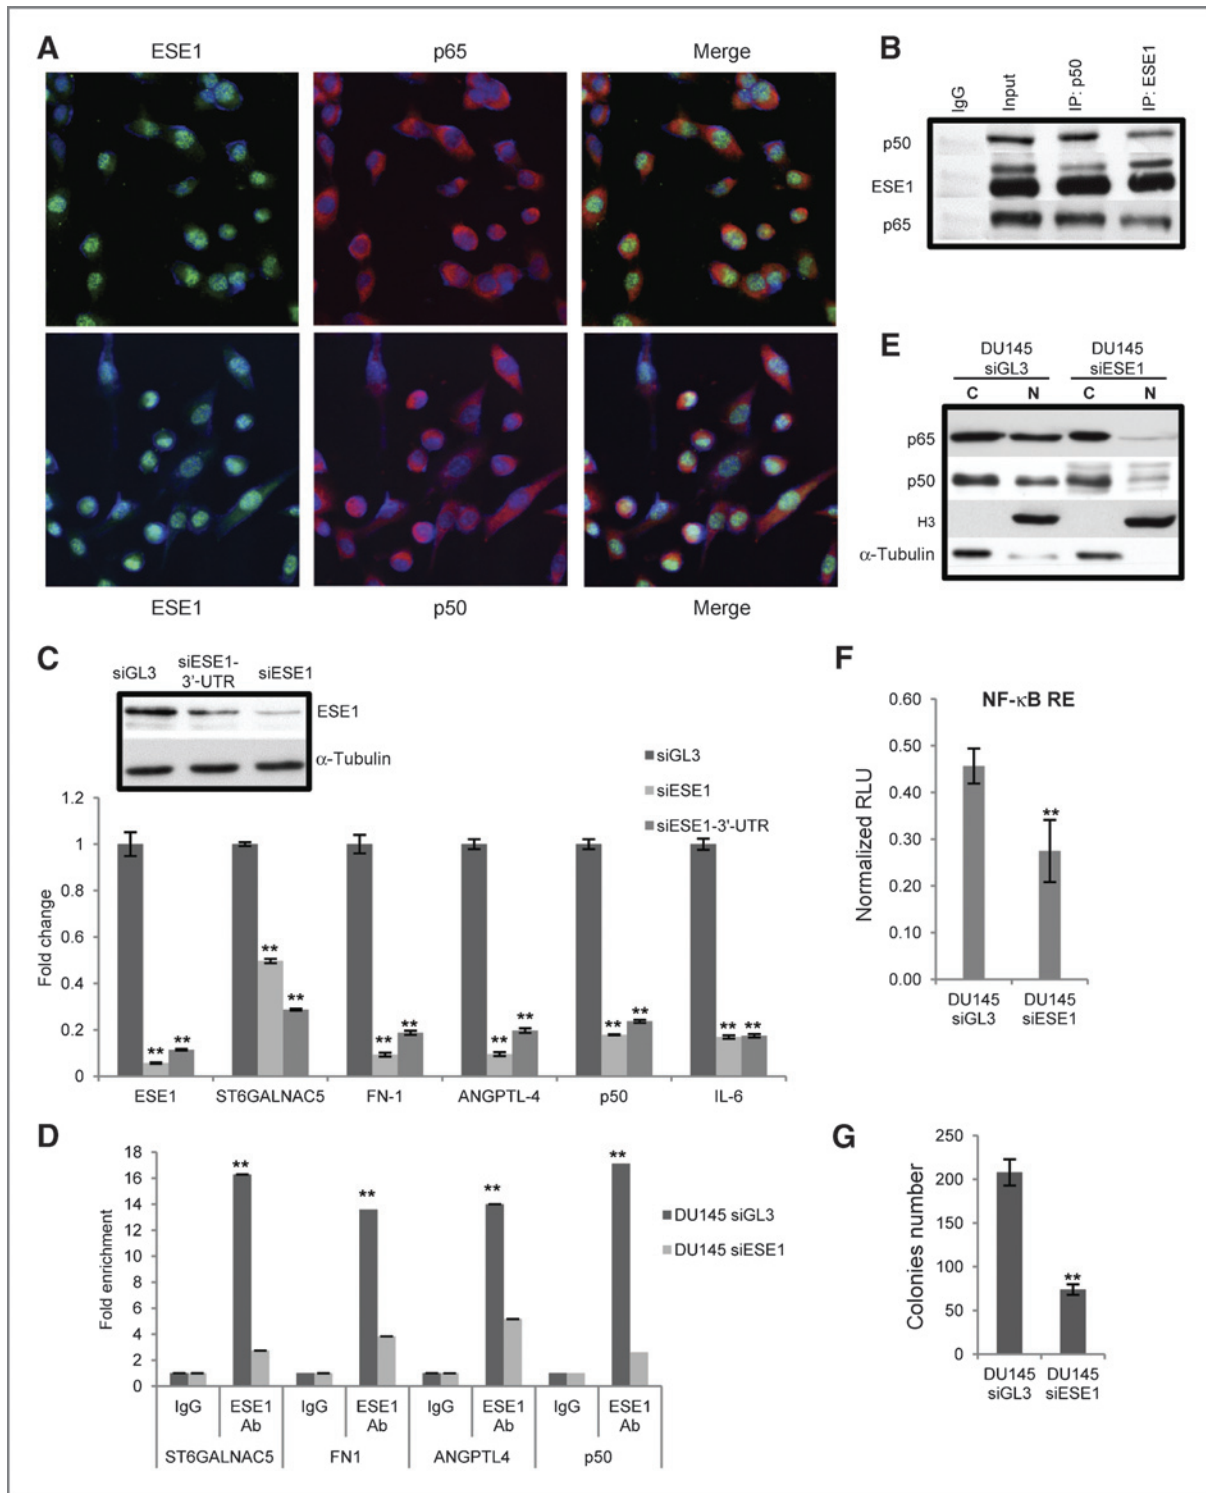 A
ESE1 p65 Merge
ESE1 p50 Merge
B
IgG Input IP: p50 IP: ESE1
p50
ESE1
p65
E
DU145 DU145
siGL3 siESE1
C N C N
p65
p50
H3
α-Tubulin
C
siGL3 siESE1-3'-UTR siESE1
ESE1
α-Tubulin
siGL3
siESE1
siESE1-3'-UTR
Fold change
1.2
1
0.8
0.6
0.4
0.2
0
** ** ** ** ** ** ** ** ** ** ** **
ESE1 ST6GALNAC5 FN-1 ANGPTL-4 p50 IL-6
F
NF-κB RE
Normalized RLU
0.60
0.50
0.40
0.30
0.20
0.10
0.00
**
DU145 DU145
siGL3 siESE1
D
Fold enrichment
18
16
14
12
10
8
6
4
2
0
** ** ** **
DU145 siGL3
DU145 siESE1
IgG ESE1 IgG ESE1 IgG ESE1 IgG ESE1
Ab Ab Ab Ab
ST6GALNAC5 FN1 ANGPTL4 p50
G
Colonies number
250
200
150
100
50
0
**
DU145 DU145
siGL3 siESE1